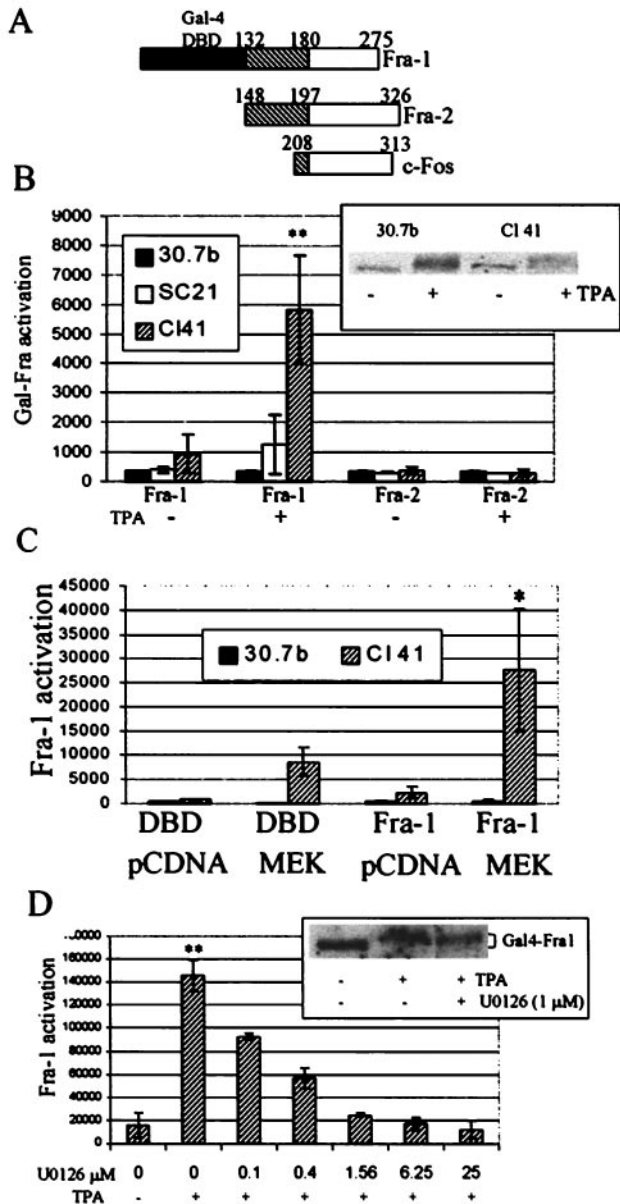 A
Gal-4
DBD 132 180 275
Fra-1
148 197 326
Fra-2
208 313
c-Fos
B
Gal-Fra activation
9000
8000
7000
6000
5000
4000
3000
2000
1000
0
30.7b
SC21
Cl41
**
30.7b Cl 41
- + - + TPA
Fra-1 Fra-1 Fra-2 Fra-2
TPA - + - +
C
Fra-1 activation
45000
40000
35000
30000
25000
20000
15000
10000
5000
0
30.7b Cl 41
*
DBD DBD Fra-1 Fra-1
pCDNA MEK pCDNA MEK
D
Fra-1 activation
160000
140000
120000
100000
80000
60000
40000
20000
0
**
Gal4-Fra1
- + + TPA
- - + U0126 (1 µM)
U0126 µM 0 0 0.1 0.4 1.56 6.25 25
TPA - + + + + + +